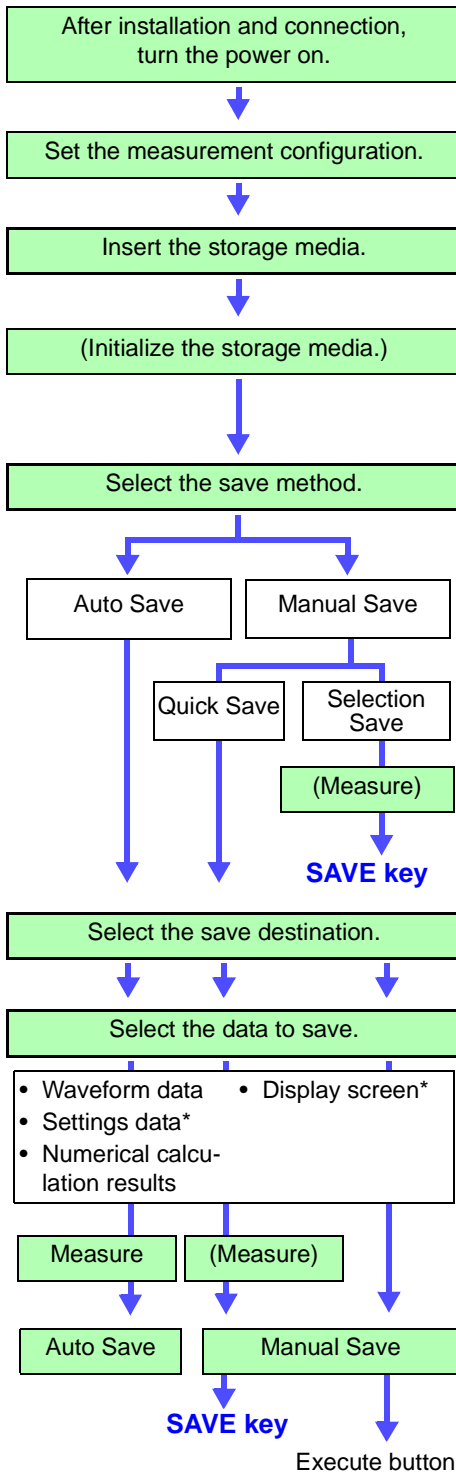 After installation and connection,
turn the power on.
Set the measurement configuration.
Insert the storage media.
(Initialize the storage media.)
Select the save method.
Auto Save
Manual Save
Quick Save
Selection
Save
(Measure)
SAVE key
Select the save destination.
Select the data to save.
• Waveform data
• Settings data*
• Numerical calcu-
lation results
• Display screen*
Measure
(Measure)
Auto Save
Manual Save
SAVE key
Execute button